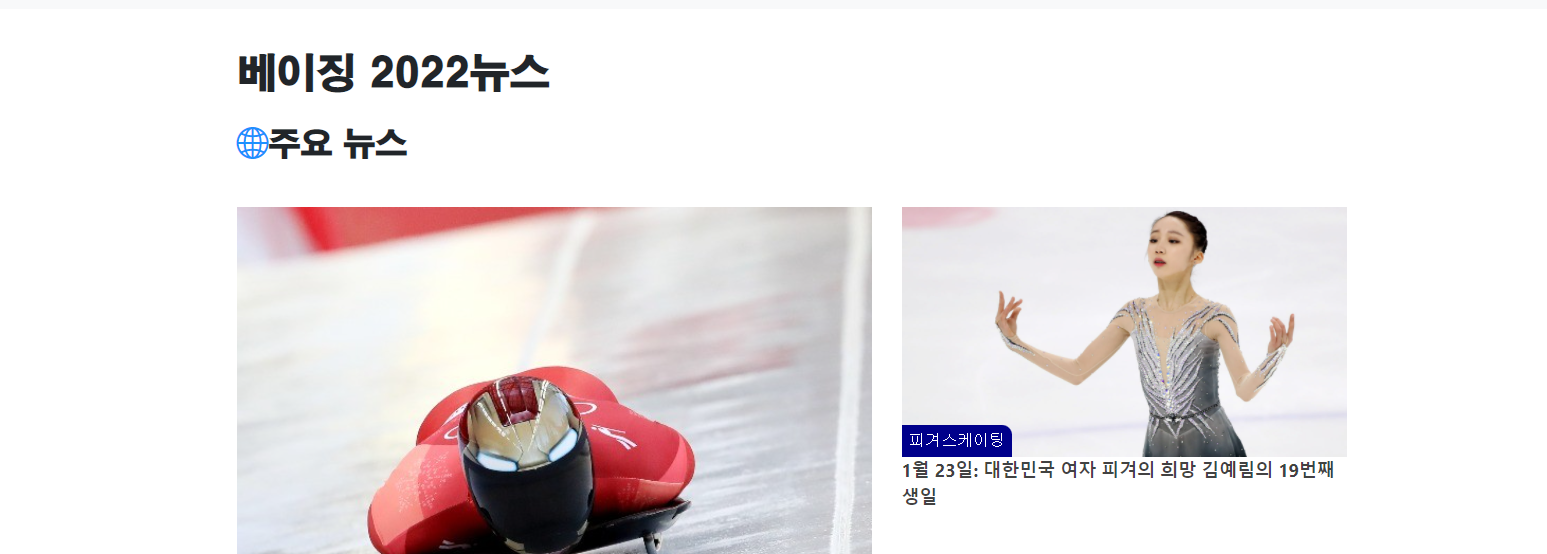 베이징 2022뉴스
주요 뉴스
피겨스케이팅
1월 23일: 대한민국 여자 피겨의 희망 김예림의 19번째
생일